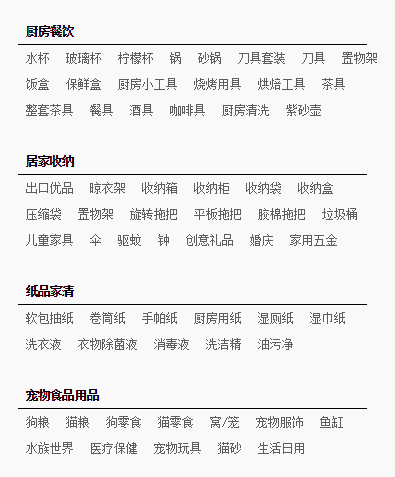 厨房餐饮
水杯 玻璃杯 柠檬杯 锅 砂锅 刀具套装 刀具 置物架
饭盒 保鲜盒 厨房小工具 烧烤用具 烘焙工具 茶具
整套茶具 餐具 酒具 咖啡具 厨房清洗 紫砂壶
居家收纳
出口优品 晾衣架 收纳箱 收纳柜 收纳袋 收纳盒
压缩袋 置物架 旋转拖把 平板拖把 胶棉拖把 垃圾桶
儿童家具 伞 驱蚊 钟 创意礼品 婚庆 家用五金
纸品家清
软包抽纸 卷筒纸 手帕纸 厨房用纸 湿厕纸 湿巾纸
洗衣液 衣物除菌液 消毒液 洗洁精 油污净
宠物食品用品
狗粮 猫粮 狗零食 猫零食 窝/笼 宠物服饰 鱼缸
水族世界 医疗保健 宠物玩具 猫砂 生活日用